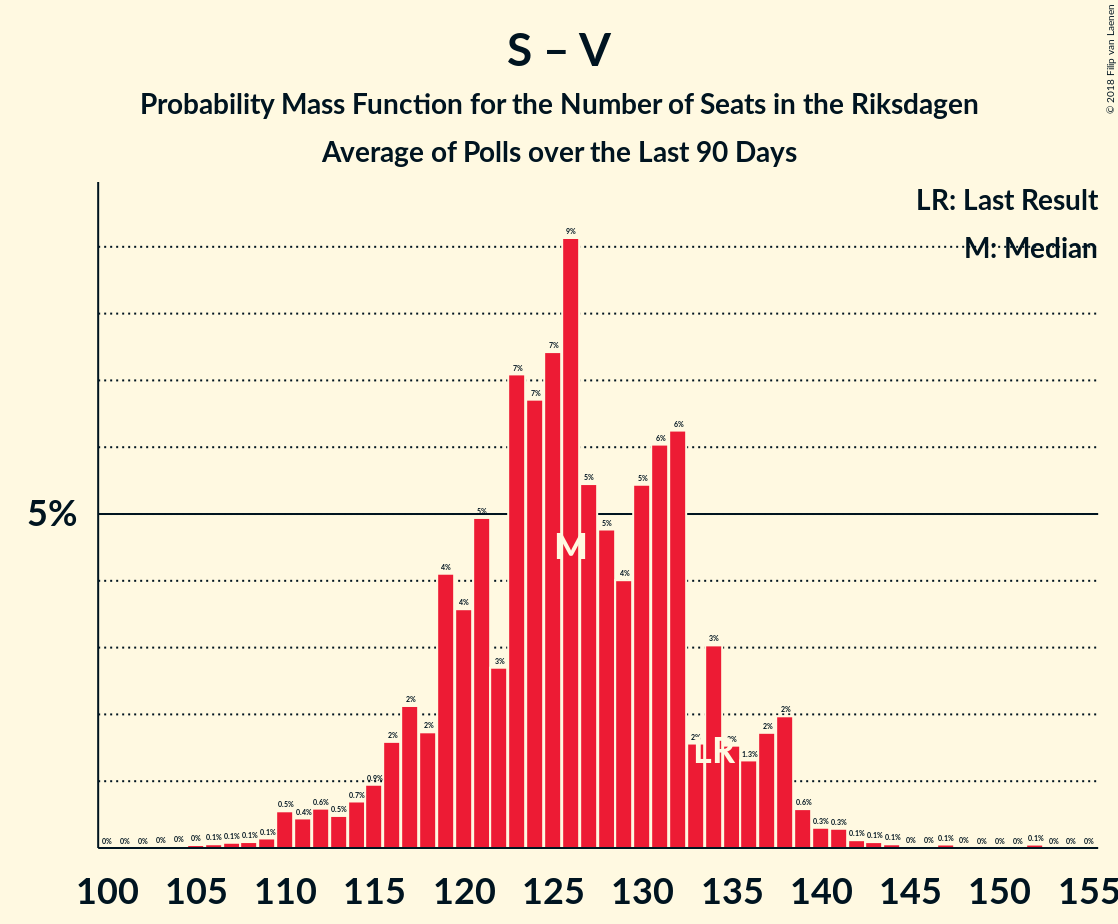 S – V
Probability Mass Function for the Number of Seats in the Riksdagen
Average of Polls over the Last 90 Days
© 2018 Filip van Laenen
LR: Last Result
M: Median
5%
0% 0% 0% 0% 0% 0% 0.1% 0.1% 0.1% 0.1% 0.5% 0.4% 0.6% 0.5% 0.7% 0.9% 2% 2% 2% 4% 4% 5% 3% 7% 7% 7% 9% 5% 5% 4% 5% 6% 6% 2% 3% 2% 1.3% 2% 2% 0.6% 0.3% 0.3% 0.1% 0.1% 0.1% 0% 0% 0.1% 0% 0% 0% 0% 0.1% 0% 0% 0%
M
LR
100 105 110 115 120 125 130 135 140 145 150 155